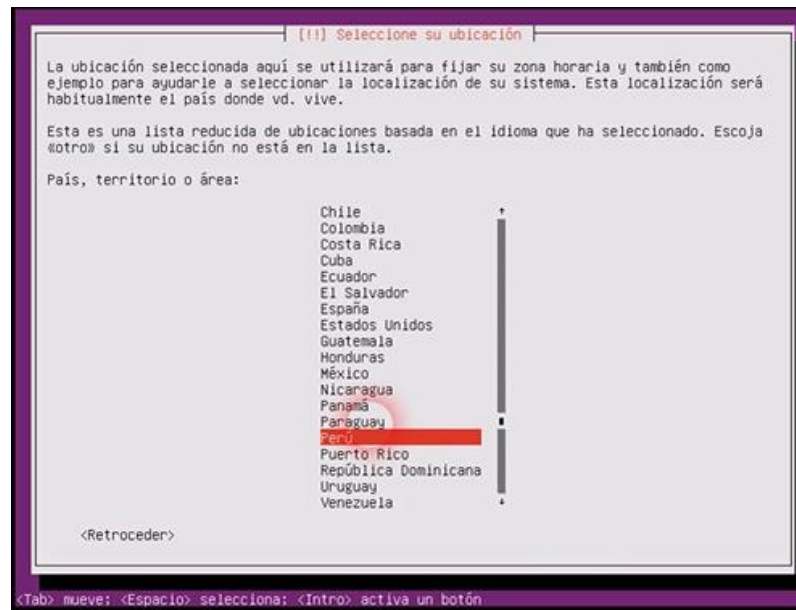 [!!] Seleccione su ubicación
La ubicación seleccionada aquí se utilizará para fijar su zona horaria y también como
ejemplo para ayudarle a seleccionar la localización de su sistema. Esta localización será
habitualmente el país donde vd. vive.
Esta es una lista reducida de ubicaciones basada en el idioma que ha seleccionado. Escoja
«otro» si su ubicación no está en la lista.
País, territorio o área:
Chile
Colombia
Costa Rica
Cuba
Ecuador
El Salvador
España
Estados Unidos
Guatemala
Honduras
México
Nicaragua
Panamá
Paraguay
Perú
Puerto Rico
República Dominicana
Uruguay
Venezuela
<Retroceder>
<Tab> mueve; <Espacio> selecciona; <Intro> activa un botón